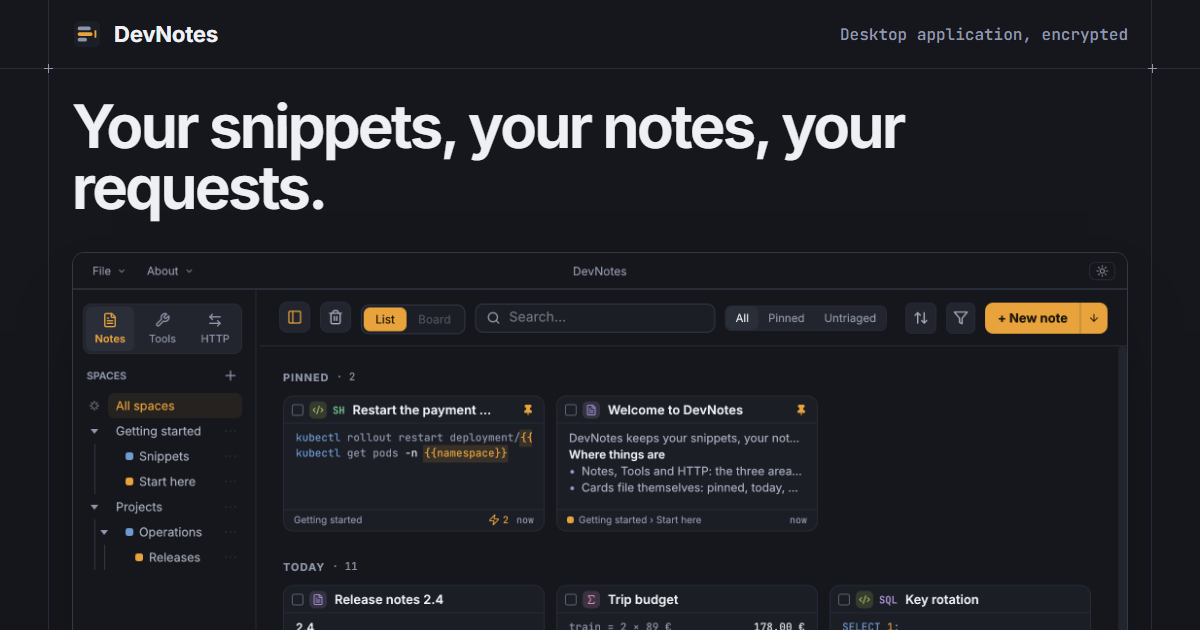 DevNotes
Desktop application, encrypted
Your snippets, your notes, your
requests.
File
About
DevNotes
Notes
Tools
HTTP
List
Board
Search...
All
Pinned
Untriaged
+ New note
SPACES
All spaces
Getting started
Snippets
Start here
Projects
Operations
Releases
PINNED · 2
SH Restart the payment ...
kubectl rollout restart deployment/{{
kubectl get pods -n {{namespace}}
Getting started
2 now
Welcome to DevNotes
DevNotes keeps your snippets, your not...
Where things are
• Notes, Tools and HTTP: the three area...
• Cards file themselves: pinned, today, ...
Getting started › Start here
now
TODAY · 11
Release notes 2.4
2.4
Σ Trip budget
train = 2 × 89 € 178.00 €
SQL Key rotation
SELECT 1;